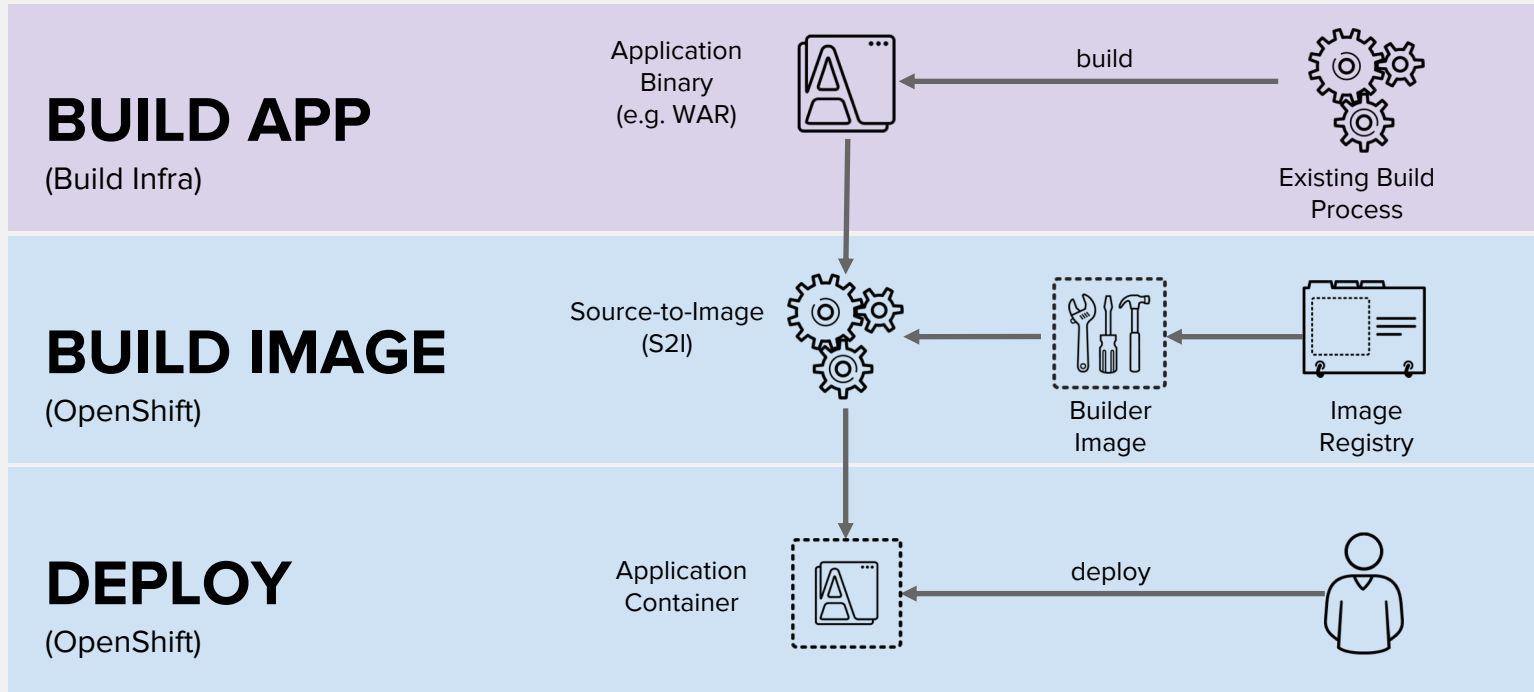 BUILD APP
(Build Infra)
Application
Binary
(e.g. WAR)
build
Existing Build
Process
BUILD IMAGE
(OpenShift)
Source-to-Image
(S2I)
Builder
Image
Image
Registry
DEPLOY
(OpenShift)
Application
Container
deploy